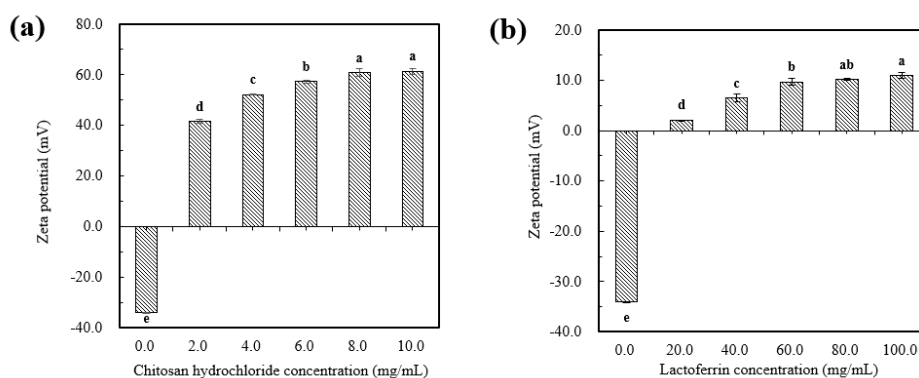 (a)
Zeta potential (mV)
80.0
60.0
40.0
20.0
0.0
-20.0
-40.0
e
d
c
b
a
a
0.0 2.0 4.0 6.0 8.0 10.0
Chitosan hydrochloride concentration (mg/mL)
(b)
Zeta potential (mV)
20.0
10.0
0.0
-10.0
-20.0
-30.0
-40.0
e
d
c
b
ab
a
0.0 20.0 40.0 60.0 80.0 100.0
Lactoferrin concentration (mg/mL)